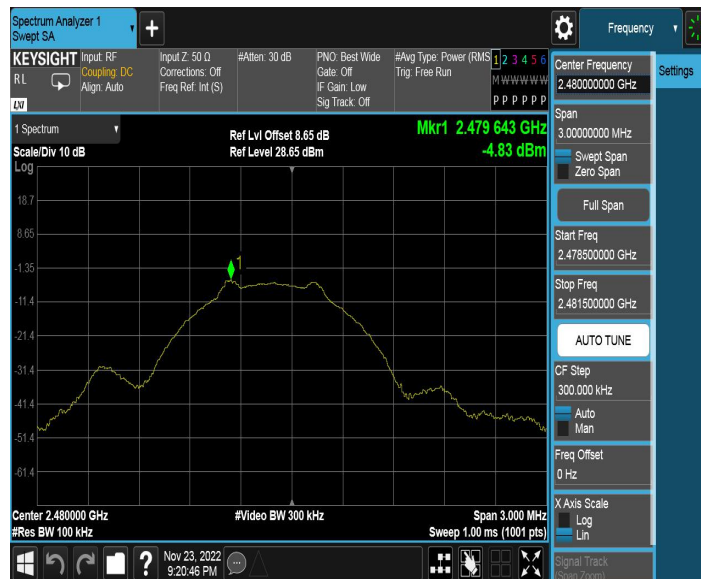 Spectrum Analyzer 1
Swept SA
Frequency
KEYSIGHT
RL
LXI
Input: RF
Coupling: DC
Align: Auto
Input Z: 50 Ω
Corrections: Off
Freq Ref: Int (S)
#Atten: 30 dB
PNO: Best Wide
Gate: Off
IF Gain: Low
Sig Track: Off
#Avg Type: Power (RMS
Trig: Free Run
1 2 3 4 5 6
M W W W W W
P P P P P P
Center Frequency
2.480000000 GHz
Settings
Span
3.00000000 MHz
Swept Span
Zero Span
Full Span
Start Freq
2.478500000 GHz
Stop Freq
2.481500000 GHz
AUTO TUNE
CF Step
300.000 kHz
Auto
Man
Freq Offset
0 Hz
X Axis Scale
Log
Lin
Signal Track
(Span Zoom)
1 Spectrum
Scale/Div 10 dB
Ref Lvl Offset 8.65 dB
Ref Level 28.65 dBm
Mkr1 2.479 643 GHz
-4.83 dBm
Log
18.7
8.65
-1.35
-11.4
-21.4
-31.4
-41.4
-51.4
-61.4
1
Center 2.480000 GHz
#Res BW 100 kHz
#Video BW 300 kHz
Span 3.000 MHz
Sweep 1.00 ms (1001 pts)
Nov 23, 2022
9:20:46 PM